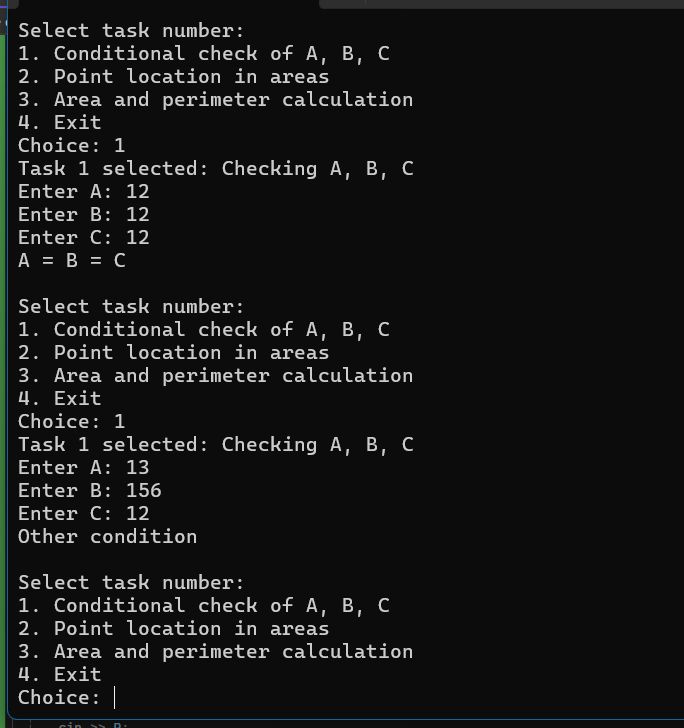 Select task number:
1. Conditional check of A, B, C
2. Point location in areas
3. Area and perimeter calculation
4. Exit
Choice: 1
Task 1 selected: Checking A, B, C
Enter A: 12
Enter B: 12
Enter C: 12
A = B = C
Select task number:
1. Conditional check of A, B, C
2. Point location in areas
3. Area and perimeter calculation
4. Exit
Choice: 1
Task 1 selected: Checking A, B, C
Enter A: 13
Enter B: 156
Enter C: 12
Other condition
Select task number:
1. Conditional check of A, B, C
2. Point location in areas
3. Area and perimeter calculation
4. Exit
Choice: